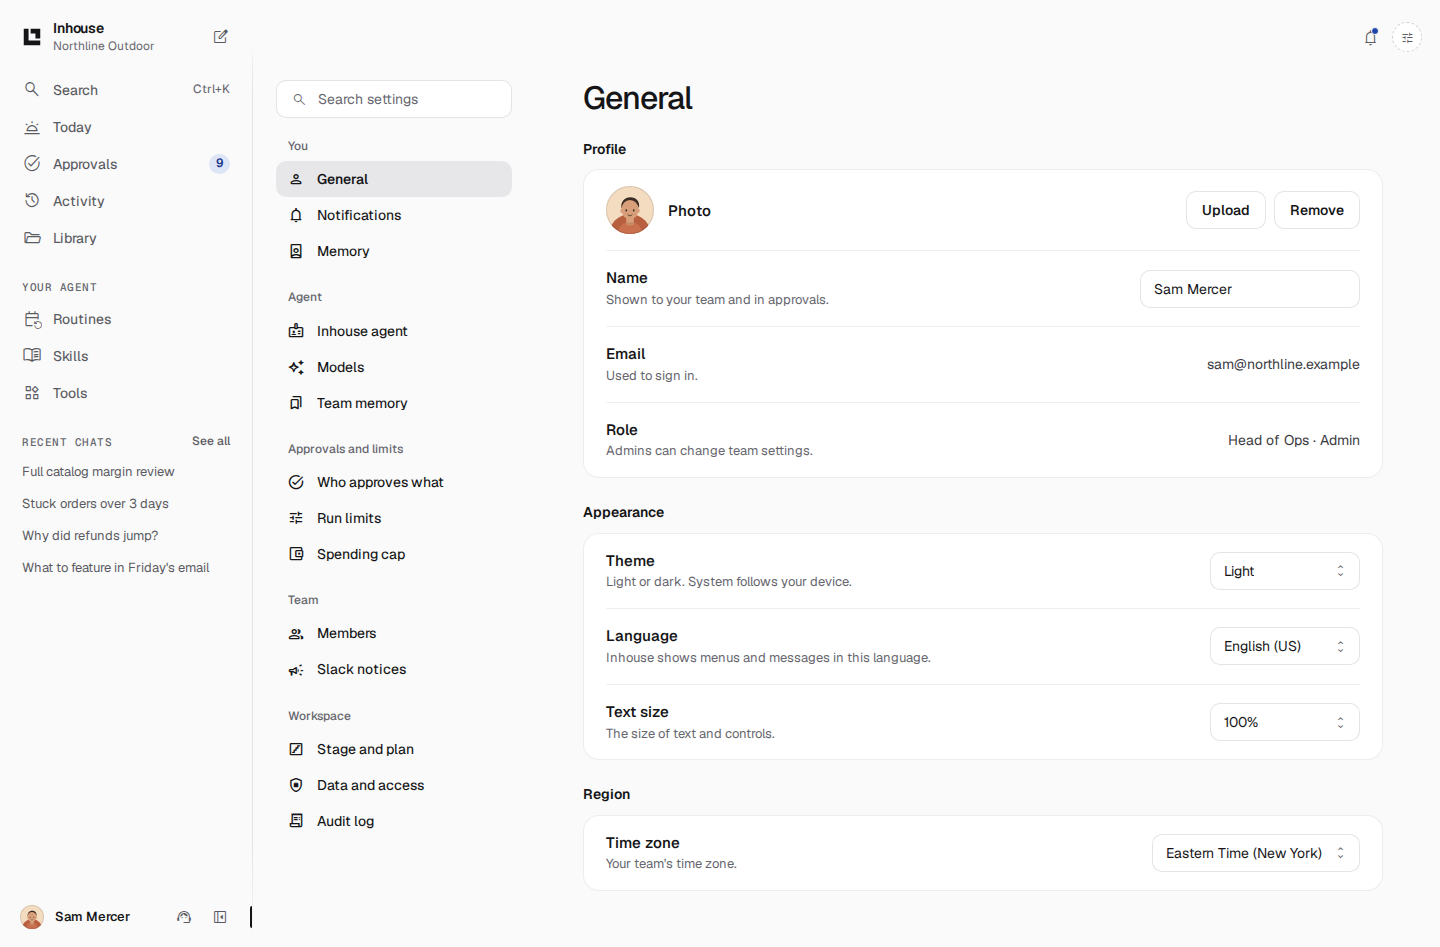 Inhouse
Northline Outdoor
Search Ctrl+K
Today
Approvals 9
Activity
Library
YOUR AGENT
Routines
Skills
Tools
RECENT CHATS See all
Full catalog margin review
Stuck orders over 3 days
Why did refunds jump?
What to feature in Friday's email
Sam Mercer
Search settings
You
General
Notifications
Memory
Agent
Inhouse agent
Models
Team memory
Approvals and limits
Who approves what
Run limits
Spending cap
Team
Members
Slack notices
Workspace
Stage and plan
Data and access
Audit log
General
Profile
Photo Upload Remove
Name
Shown to your team and in approvals.
Sam Mercer
Email
Used to sign in.
sam@northline.example
Role
Admins can change team settings.
Head of Ops · Admin
Appearance
Theme
Light or dark. System follows your device.
Light
Language
Inhouse shows menus and messages in this language.
English (US)
Text size
The size of text and controls.
100%
Region
Time zone
Your team's time zone.
Eastern Time (New York)